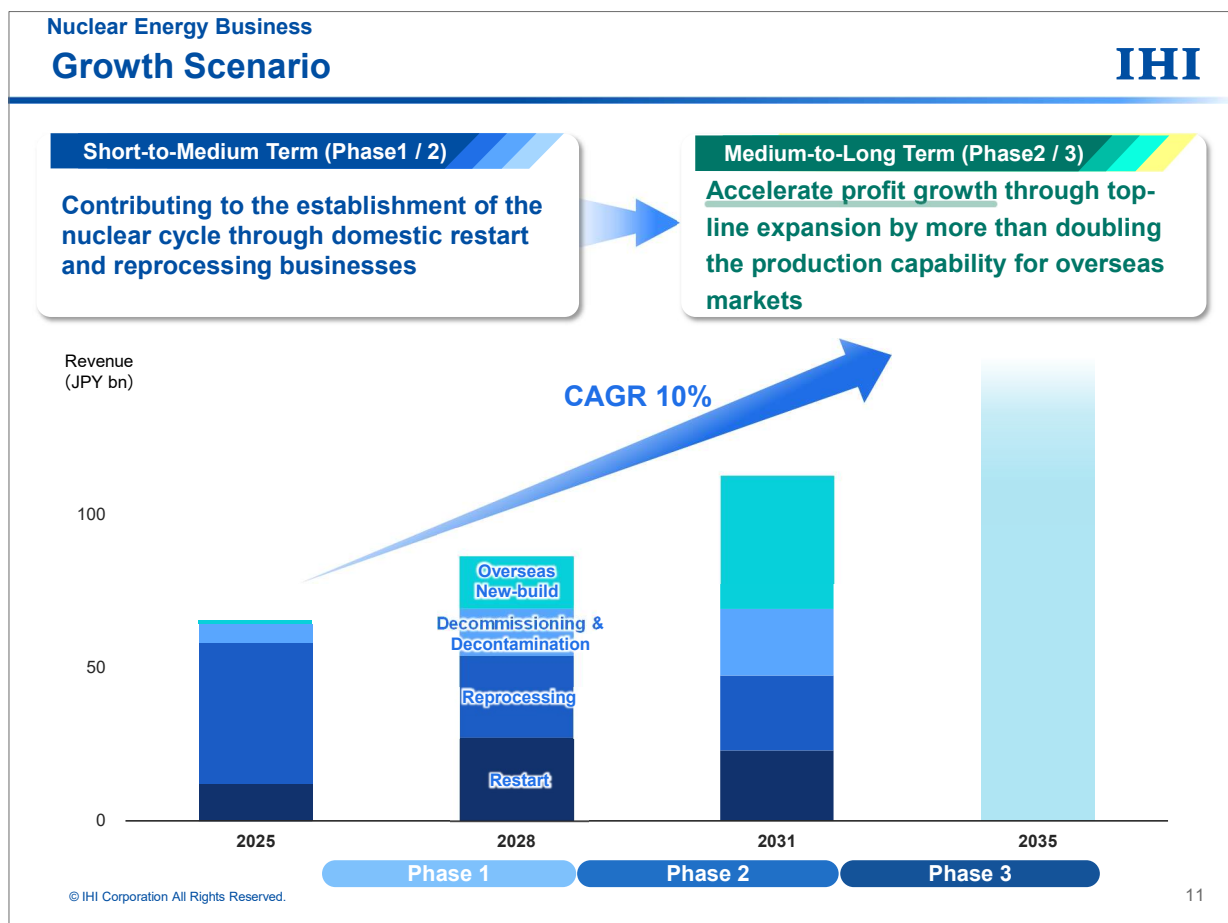 Nuclear Energy Business
Growth Scenario
IHI
Short-to-Medium Term (Phase1 / 2)
Contributing to the establishment of the
nuclear cycle through domestic restart
and reprocessing businesses
Medium-to-Long Term (Phase2 / 3)
Accelerate profit growth through top-
line expansion by more than doubling
the production capability for overseas
markets
Revenue
(JPY bn)
CAGR 10%
100
50
0
Overseas
New-build
Decommissioning &
Decontamination
Reprocessing
Restart
2025
2028
2031
2035
Phase 1
Phase 2
Phase 3
© IHI Corporation All Rights Reserved.
11